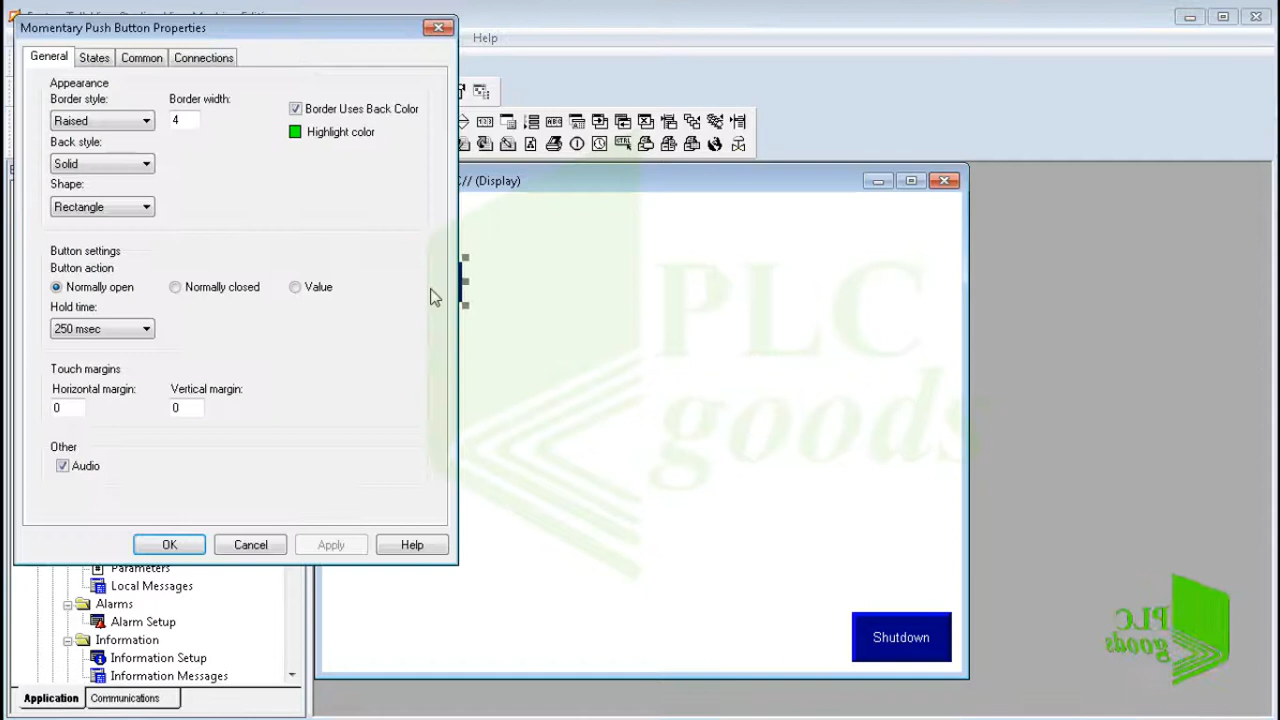 Momentary Push Button Properties
Help
General
States
Common
Connections
Appearance
Border style:
Border width:
Raised
4
Border Uses Back Color
Highlight color
Back style:
Solid
Shape:
Rectangle
Button settings
Button action
Normally open
Normally closed
Value
Hold time:
250 msec
Touch margins
Horizontal margin:
Vertical margin:
0
0
Other
Audio
OK
Cancel
Apply
Help
C// (Display)
PLC
goods
Parameters
Local Messages
Alarms
Alarm Setup
Information
Information Setup
Information Messages
Application
Communications
Shutdown
PLC
goods